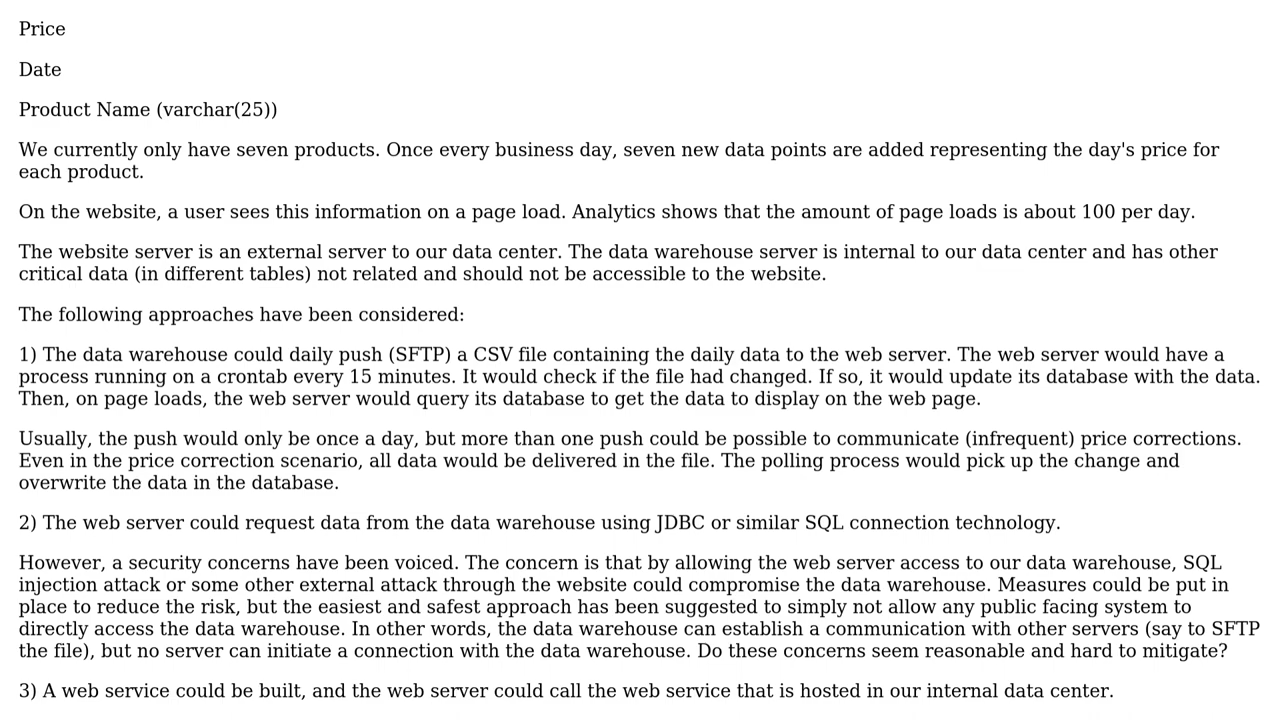 Price
Date
Product Name (varchar(25))
We currently only have seven products. Once every business day, seven new data points are added representing the day's price for
each product.
On the website, a user sees this information on a page load. Analytics shows that the amount of page loads is about 100 per day.
The website server is an external server to our data center. The data warehouse server is internal to our data center and has other
critical data (in different tables) not related and should not be accessible to the website.
The following approaches have been considered:
1) The data warehouse could daily push (SFTP) a CSV file containing the daily data to the web server. The web server would have a
process running on a crontab every 15 minutes. It would check if the file had changed. If so, it would update its database with the data.
Then, on page loads, the web server would query its database to get the data to display on the web page.
Usually, the push would only be once a day, but more than one push could be possible to communicate (infrequent) price corrections.
Even in the price correction scenario, all data would be delivered in the file. The polling process would pick up the change and
overwrite the data in the database.
2) The web server could request data from the data warehouse using JDBC or similar SQL connection technology.
However, a security concerns have been voiced. The concern is that by allowing the web server access to our data warehouse, SQL
injection attack or some other external attack through the website could compromise the data warehouse. Measures could be put in
place to reduce the risk, but the easiest and safest approach has been suggested to simply not allow any public facing system to
directly access the data warehouse. In other words, the data warehouse can establish a communication with other servers (say to SFTP
the file), but no server can initiate a connection with the data warehouse. Do these concerns seem reasonable and hard to mitigate?
3) A web service could be built, and the web server could call the web service that is hosted in our internal data center.